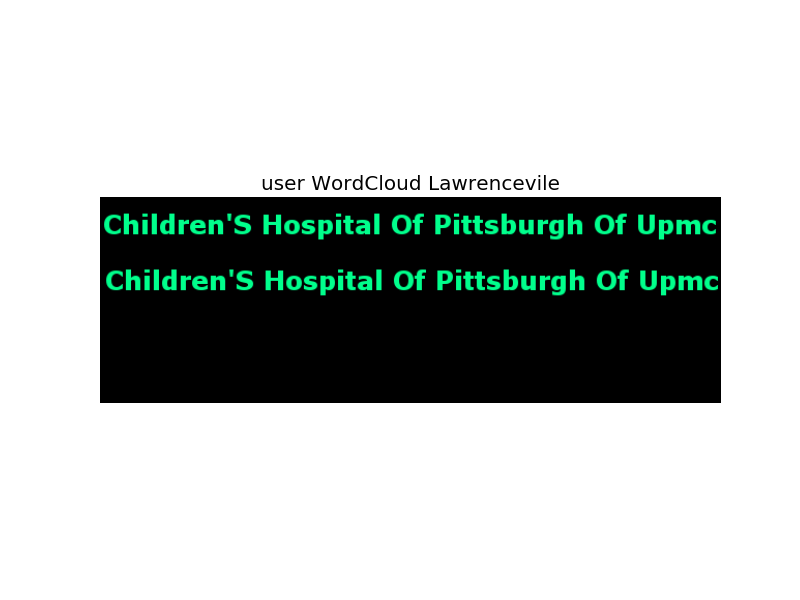 user WordCloud Lawrencevile
Children'S Hospital Of Pittsburgh Of Upmc
Children'S Hospital Of Pittsburgh Of Upmc